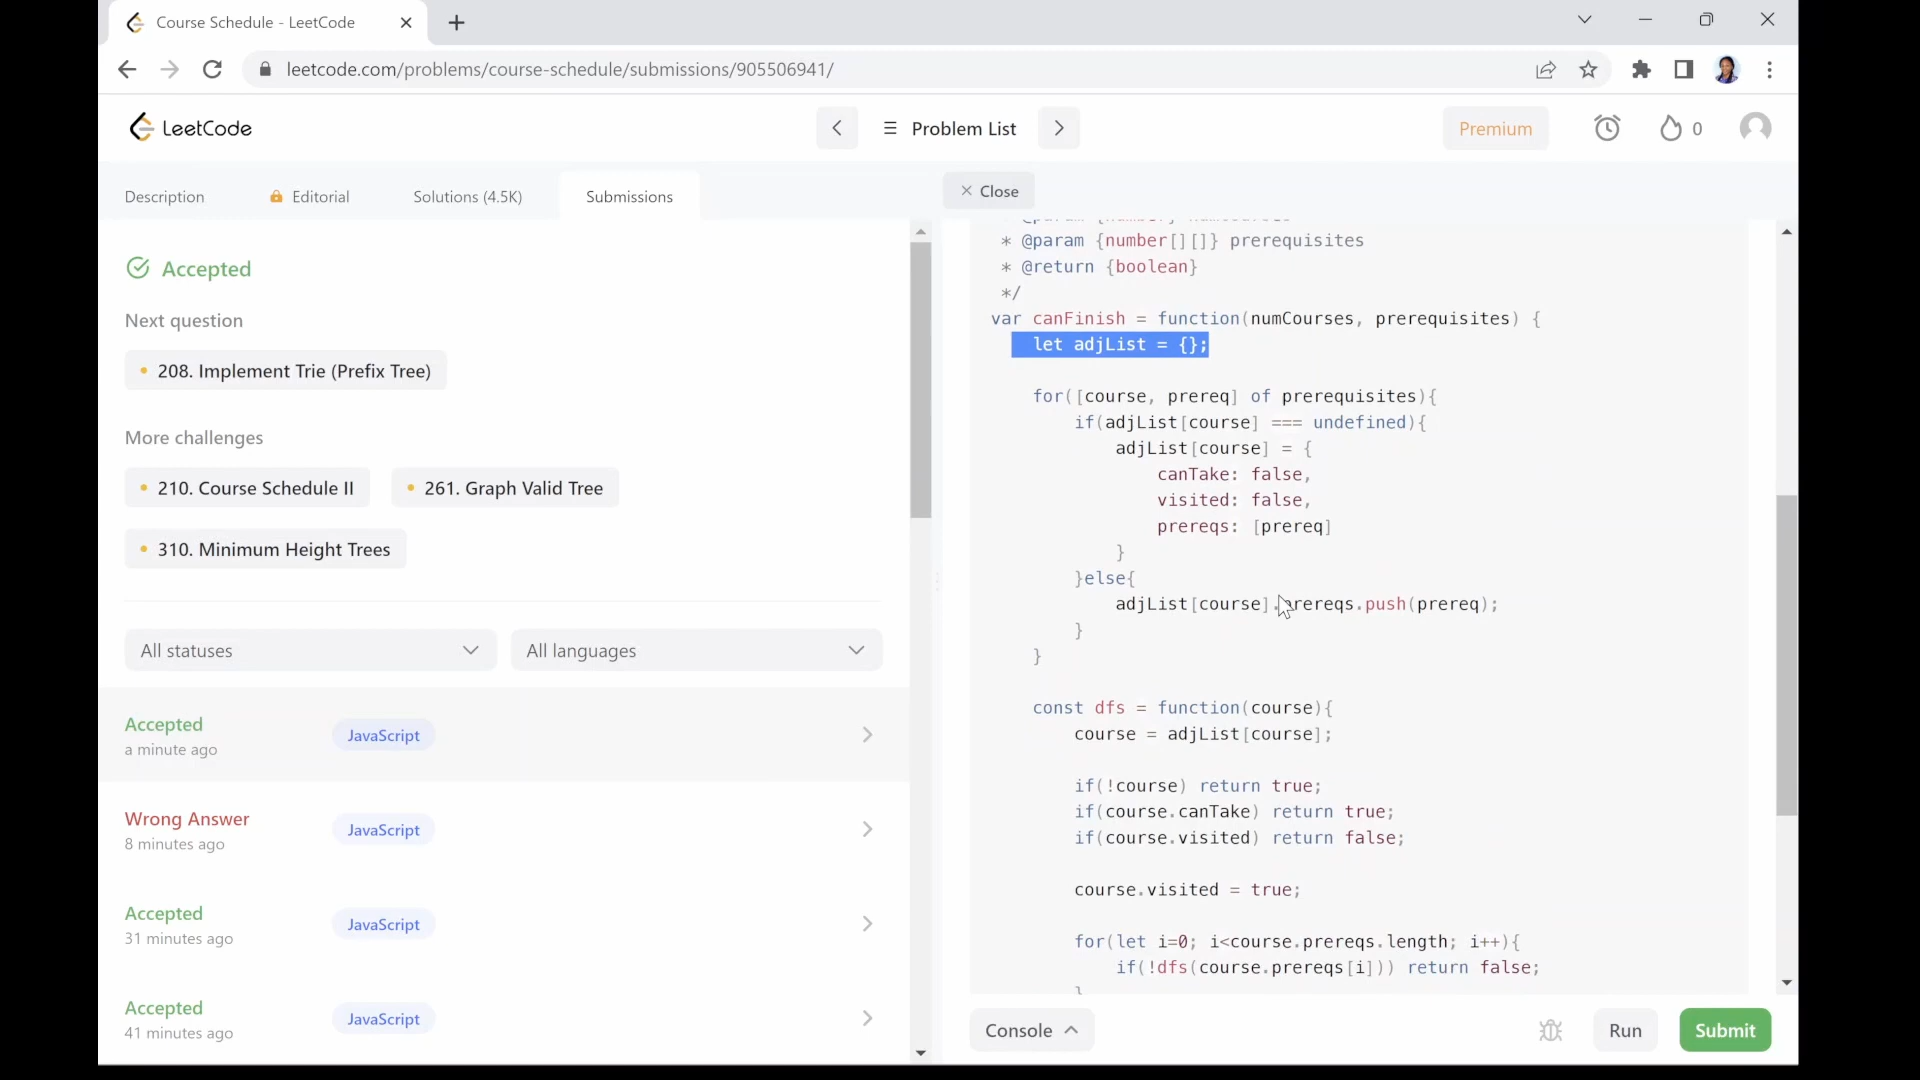 Course Schedule - LeetCode
leetcode.com/problems/course-schedule/submissions/905506941/
LeetCode
Problem List
Premium
0
Description
Editorial
Solutions (4.5K)
Submissions
Close
Accepted
Next question
208. Implement Trie (Prefix Tree)
More challenges
210. Course Schedule II
261. Graph Valid Tree
310. Minimum Height Trees
All statuses
All languages
Accepted
a minute ago
JavaScript
Wrong Answer
8 minutes ago
JavaScript
Accepted
31 minutes ago
JavaScript
Accepted
41 minutes ago
JavaScript
* @param {number[][]} prerequisites
* @return {boolean}
*/
var canFinish = function(numCourses, prerequisites) {
let adjList = {};
for([course, prereq] of prerequisites){
if(adjList[course] === undefined){
adjList[course] = {
canTake: false,
visited: false,
prereqs: [prereq]
}
}else{
adjList[course].prereqs.push(prereq);
}
}
const dfs = function(course){
course = adjList[course];
if(!course) return true;
if(course.canTake) return true;
if(course.visited) return false;
course.visited = true;
for(let i=0; i<course.prereqs.length; i++){
if(!dfs(course.prereqs[i])) return false;
}
Console
Run
Submit